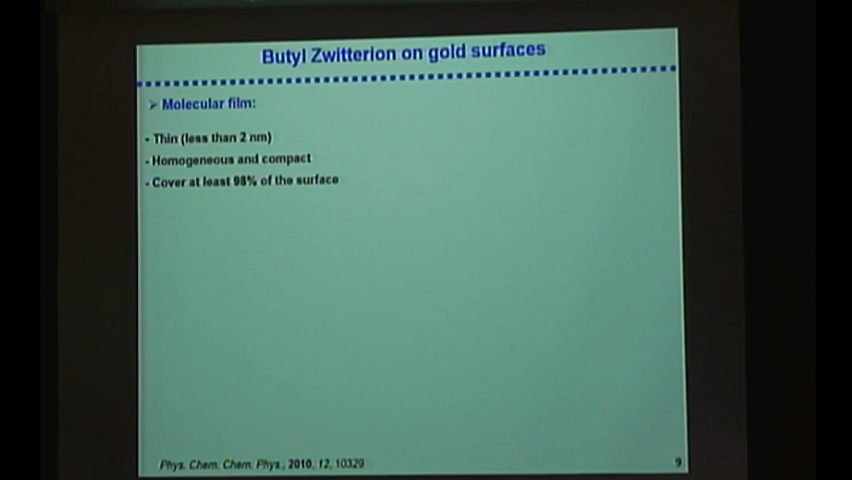 Butyl Zwitterion on gold surfaces
➢ Molecular film:
- Thin (less than 2 nm)
- Homogeneous and compact
- Cover at least 98% of the surface
Phys. Chem. Chem. Phys., 2010, 12, 10329
9